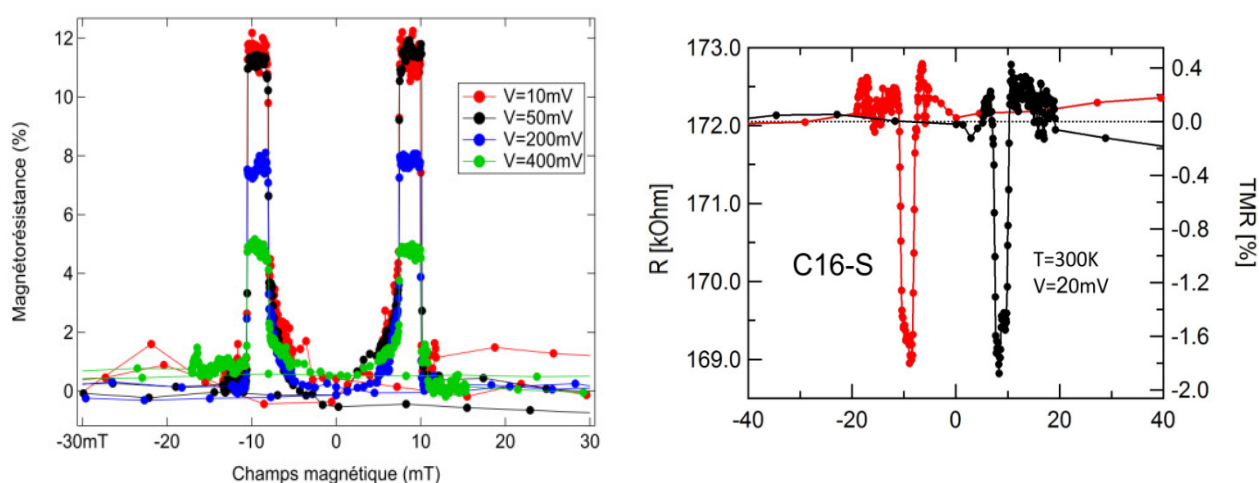 Magnétorésistance (%)
12
10
8
6
4
2
0
-30mT
-20
-10
0
10
20
30
Champs magnétique (mT)
V=10mV
V=50mV
V=200mV
V=400mV
R [kOhm]
173.0
172.0
171.0
170.0
169.0
C16-S
T=300K
V=20mV
-40
-20
0
20
40
0.4
0.0
-0.4
-0.8
-1.2
-1.6
-2.0
TMR [%]